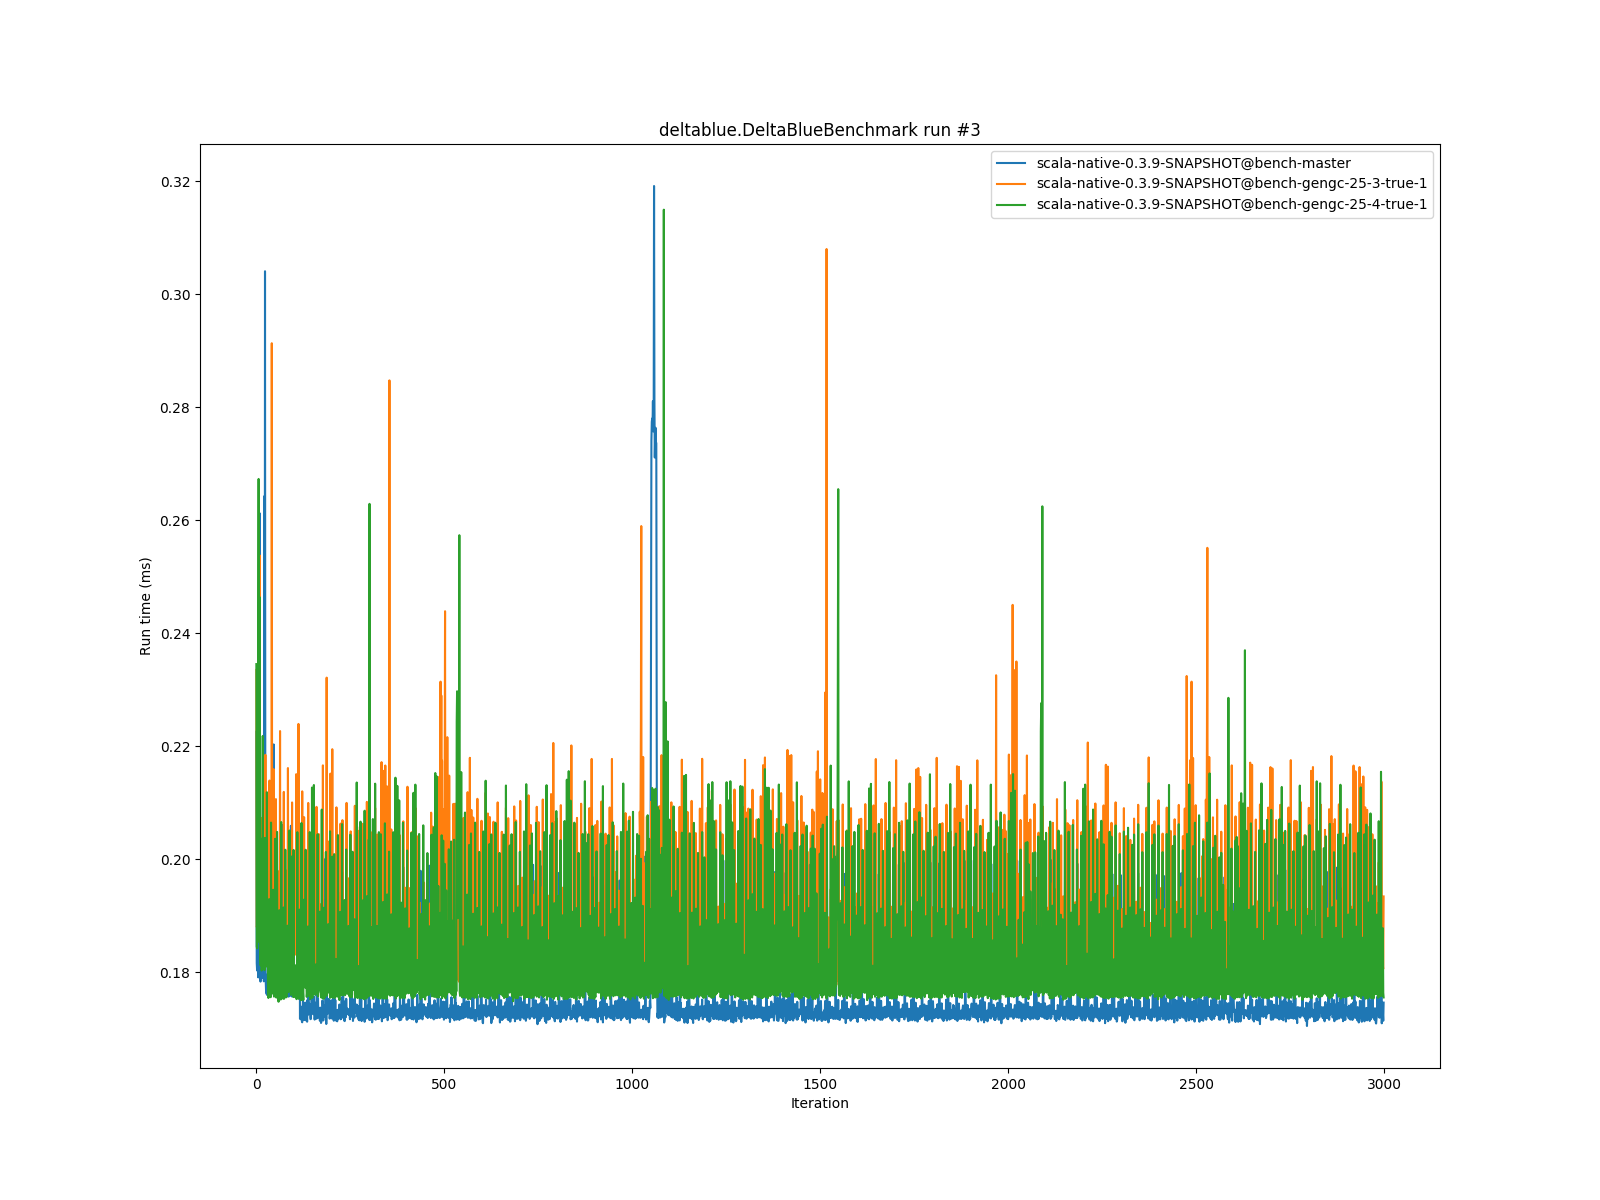 deltablue.DeltaBlueBenchmark run #3
scala-native-0.3.9-SNAPSHOT@bench-master
scala-native-0.3.9-SNAPSHOT@bench-gengc-25-3-true-1
scala-native-0.3.9-SNAPSHOT@bench-gengc-25-4-true-1
Run time (ms)
0.32
0.30
0.28
0.26
0.24
0.22
0.20
0.18
0
500
1000
1500
2000
2500
3000
Iteration